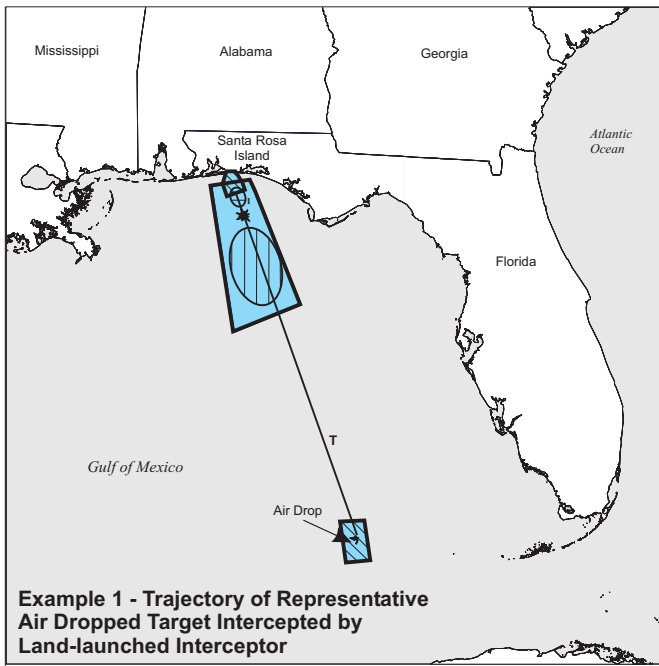 Mississippi
Alabama
Georgia
Santa Rosa
Island
Atlantic
Ocean
I
Florida
T
Gulf of Mexico
Air Drop
Example 1 - Trajectory of Representative
Air Dropped Target Intercepted by
Land-launched Interceptor